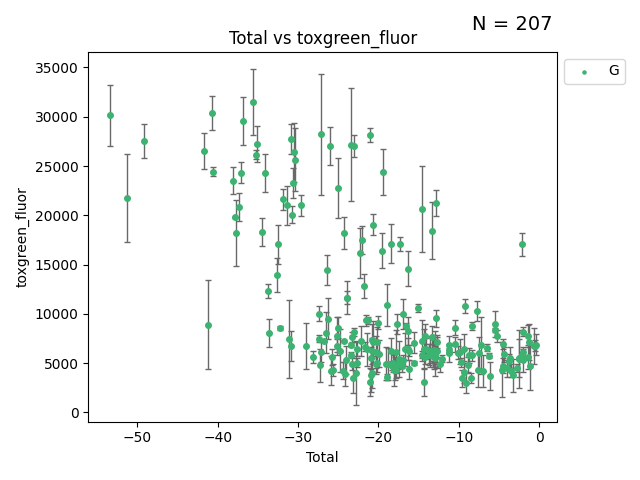 N = 207
Total vs toxgreen_fluor
G
toxgreen_fluor
35000
30000
25000
20000
15000
10000
5000
0
−50 −40 −30 −20 −10 0
Total